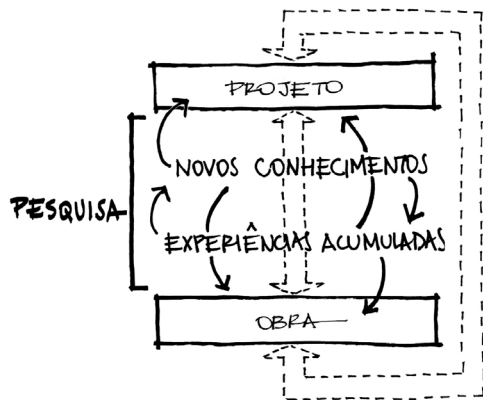 PROJETO
NOVOS CONHECIMENTOS
PESQUISA
EXPERIÊNCIAS ACUMULADAS
OBRA